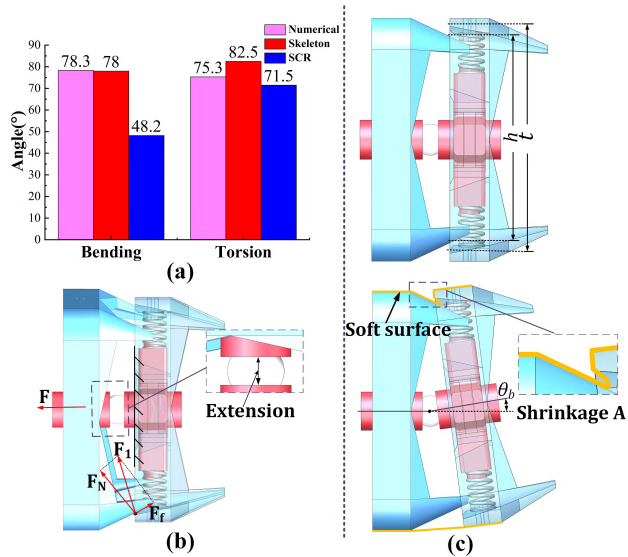 Numerical
Skeleton
SCR
90
80
70
60
50
40
30
20
10
0
Angle(°)
78.3
78
48.2
75.3
82.5
71.5
Bending
Torsion
(a)
h
t
F
F1
FN
Ff
Extension
(b)
Soft surface
θb
Shrinkage A
(c)